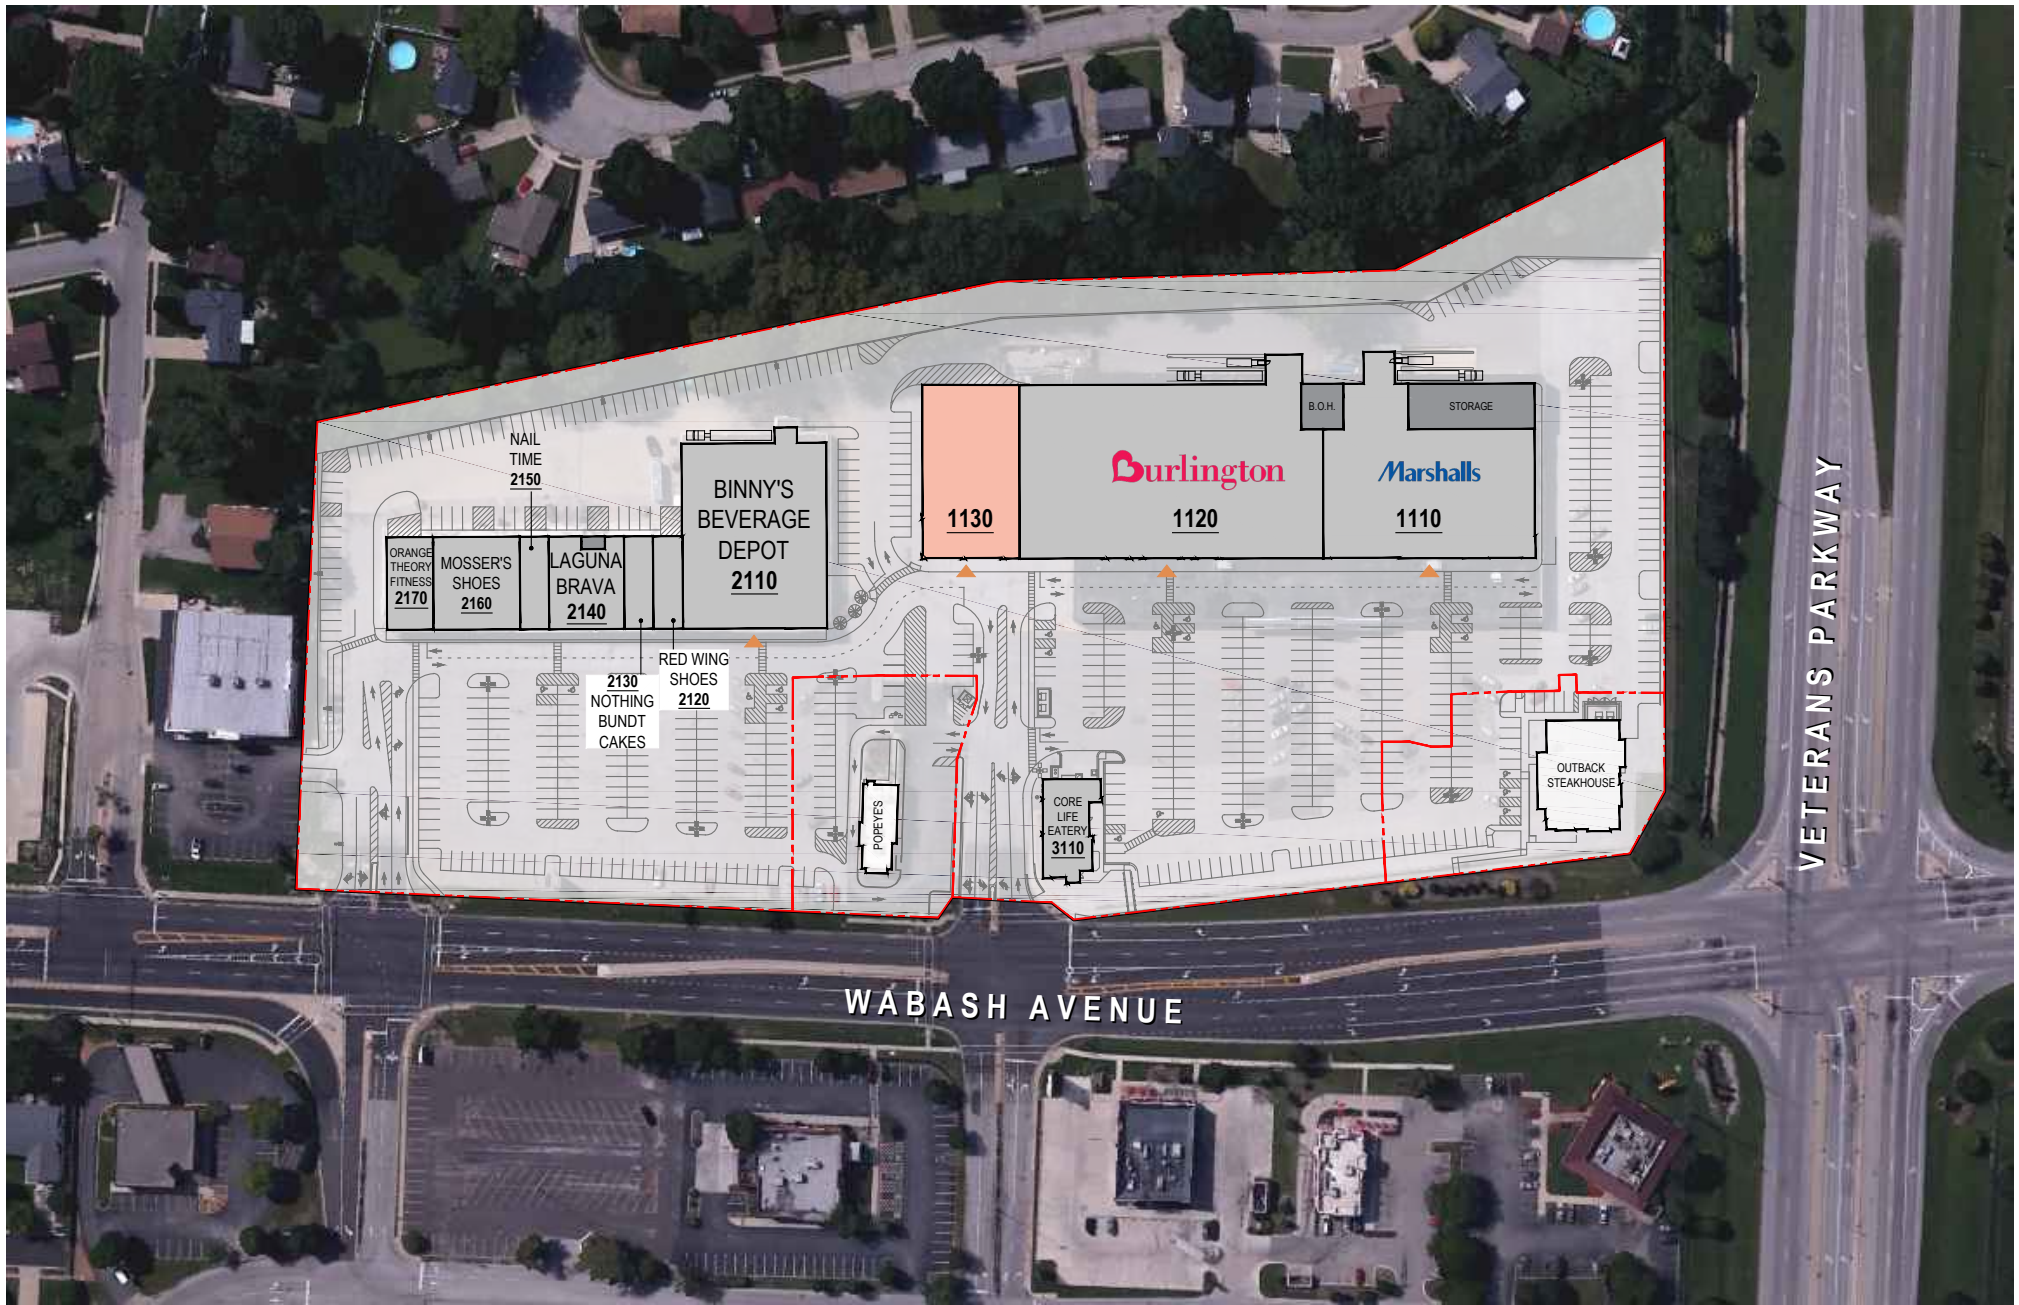 B.O.H.
STORAGE
NAIL
TIME
2150
Burlington
Marshalls
1130
1120
1110
BINNY'S
BEVERAGE
DEPOT
2110
ORANGE
THEORY
FITNESS
2170
MOSSER'S
SHOES
2160
LAGUNA
BRAVA
2140
2130
NOTHING
BUNDT
CAKES
RED WING
SHOES
2120
POPEYE'S
CORE
LIFE
EATERY
3110
OUTBACK
STEAKHOUSE
VETERANS PARKWAY
WABASH AVENUE